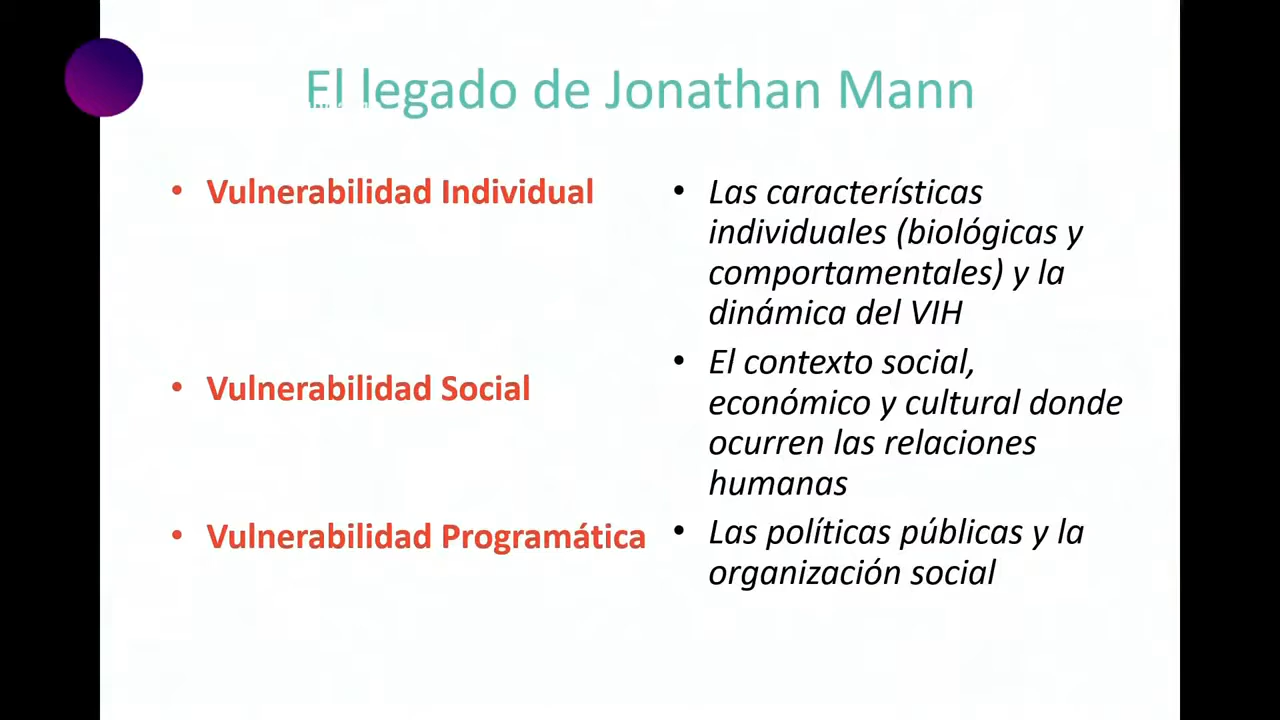 El legado de Jonathan Mann
• Vulnerabilidad Individual
• Las características
individuales (biológicas y
comportamentales) y la
dinámica del VIH
• Vulnerabilidad Social
• El contexto social,
económico y cultural donde
ocurren las relaciones
humanas
• Vulnerabilidad Programática
• Las políticas públicas y la
organización social